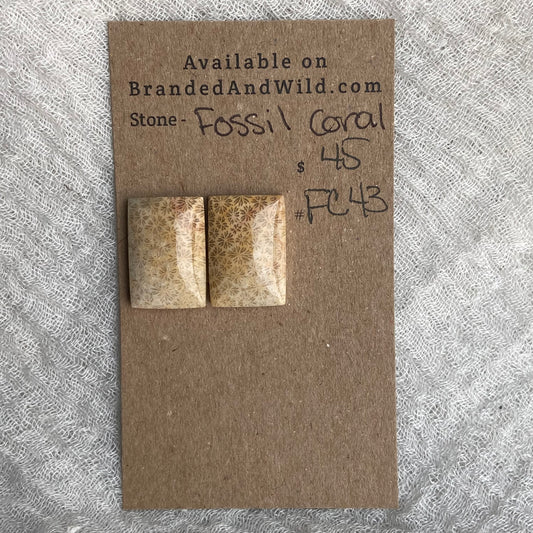 Available on
BrandedAndWild.com
Stone - Fossil Coral
$ 45
#FC43